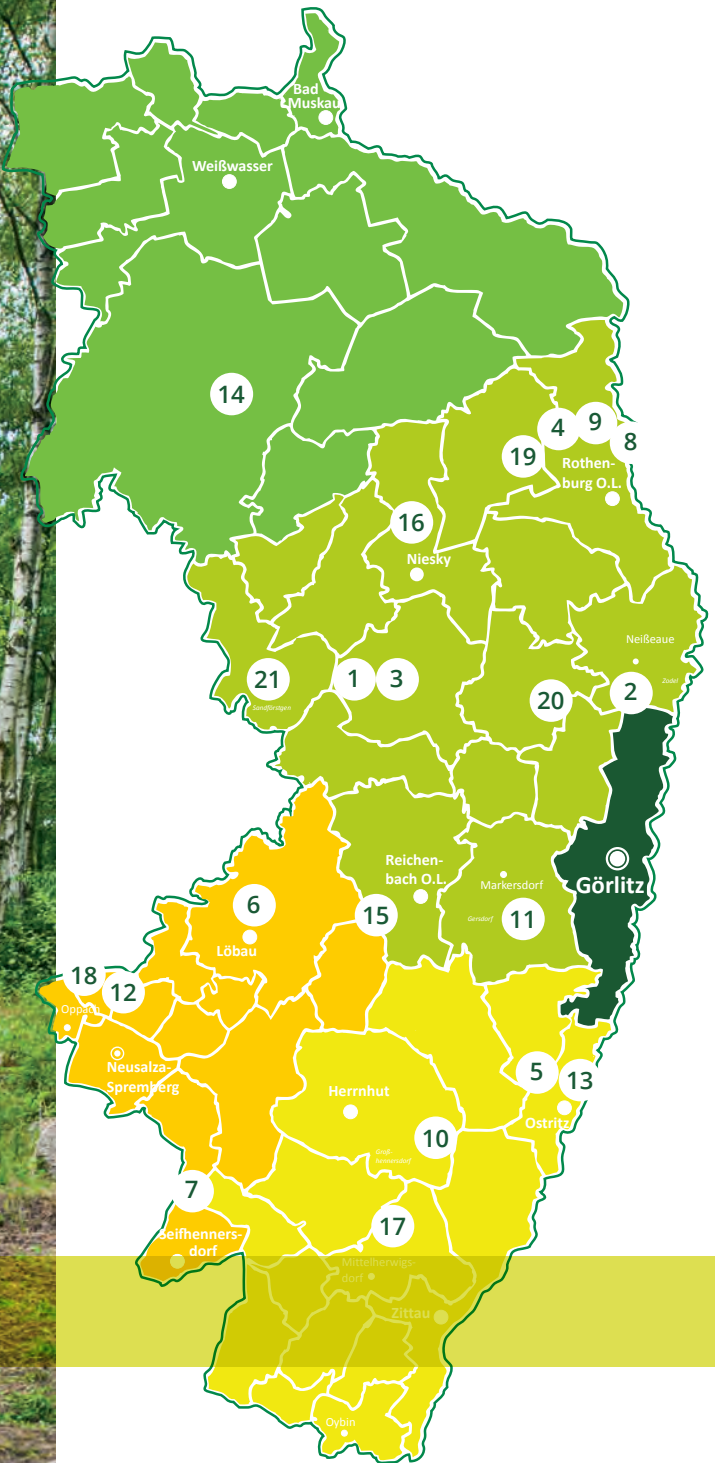 Bad
Muskau
Weißwasser
14
4
9
8
19
Rothen-
burg O.L.
16
Niesky
Neißeaue
21
1
3
20
2
Zodel
Sandförstgen
Reichen-
bach O.L.
Görlitz
Markersdorf
6
15
Gersdorf
11
Löbau
18
12
Oppach
Neusalza-
Spremberg
5
13
Herrnhut
Ostritz
10
Groß-
hennersdorf
7
17
Seifhenners-
dorf
Mittelherwigs-
dorf
Zittau
Oybin